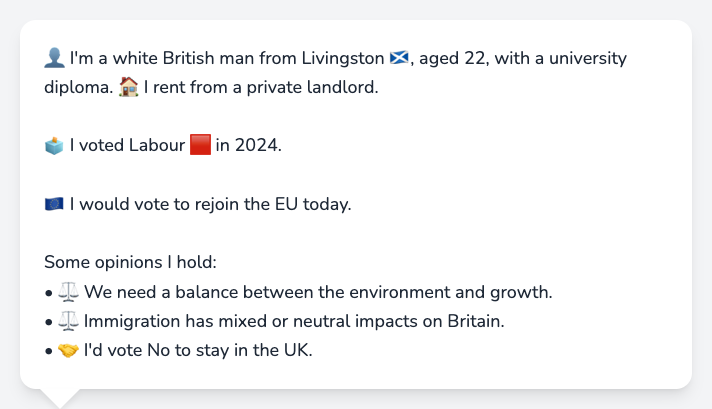 👤 I'm a white British man from Livingston 🏴󠁧󠁢󠁳󠁣󠁴󠁿, aged 22, with a university
diploma. 🏠 I rent from a private landlord.
🗳️ I voted Labour 🟥 in 2024.
🇪🇺 I would vote to rejoin the EU today.
Some opinions I hold:
• ⚖️ We need a balance between the environment and growth.
• ⚖️ Immigration has mixed or neutral impacts on Britain.
• 🤝 I'd vote No to stay in the UK.